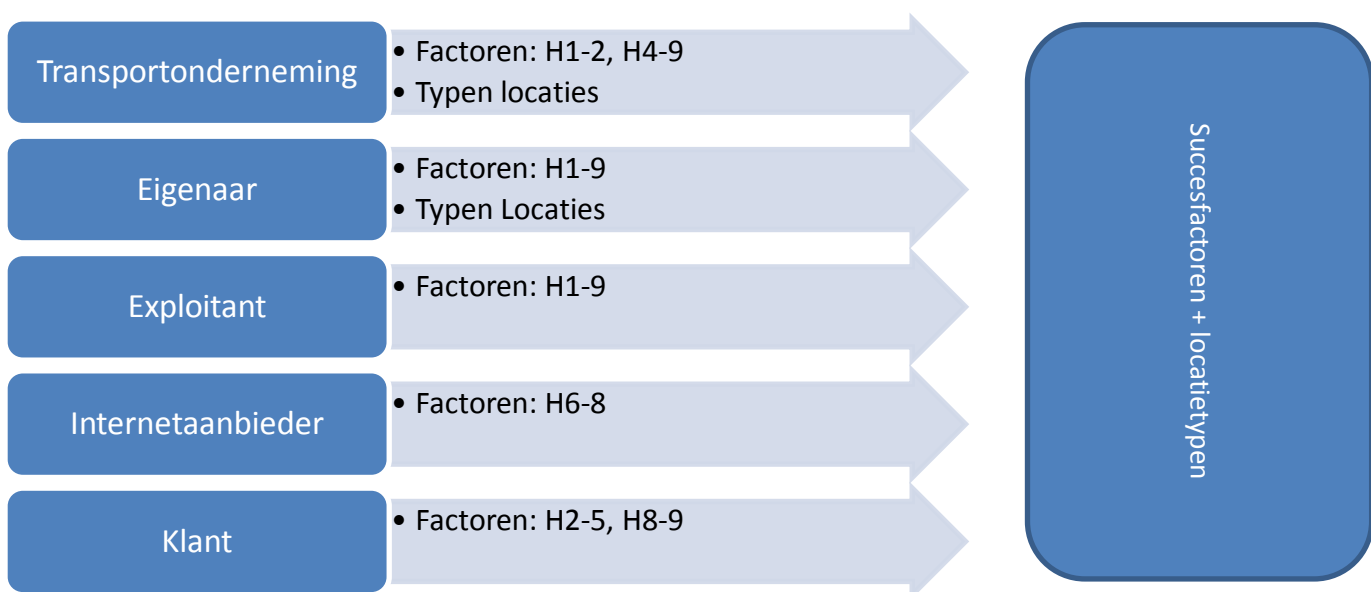 Transportonderneming
• Factoren: H1-2, H4-9
• Typen locaties
Eigenaar
• Factoren: H1-9
• Typen Locaties
Exploitant
• Factoren: H1-9
Internetaanbieder
• Factoren: H6-8
Klant
• Factoren: H2-5, H8-9
Succesfactoren + locatietypen